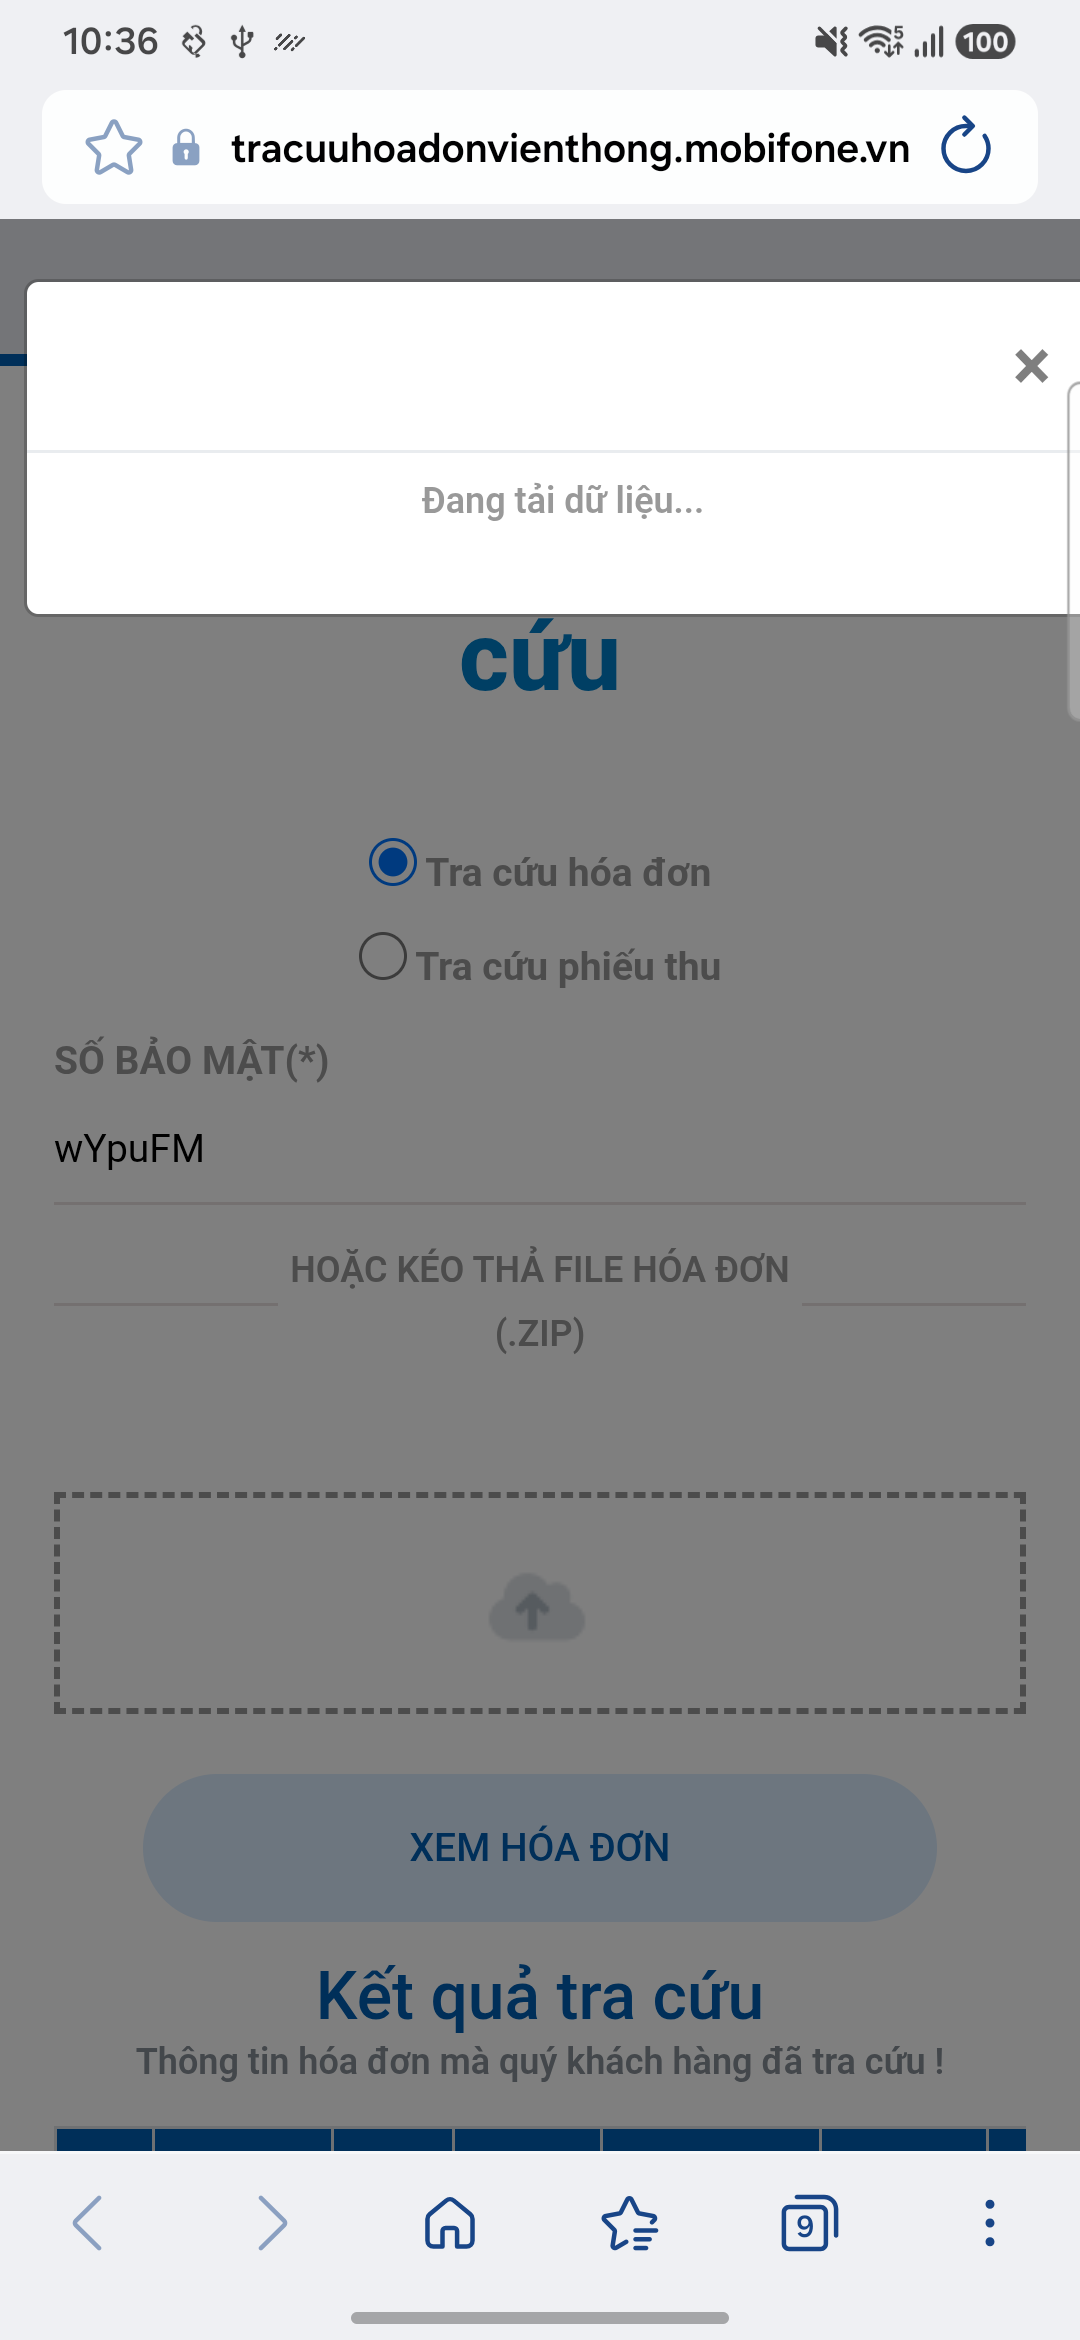 10:36
5
100
tracuuhoadonvienthong.mobifone.vn
×
Đang tải dữ liệu...
cứu
Tra cứu hóa đơn
Tra cứu phiếu thu
SỐ BẢO MẬT(*)
wYpuFM
HOẶC KÉO THẢ FILE HÓA ĐƠN
(.ZIP)
XEM HÓA ĐƠN
Kết quả tra cứu
Thông tin hóa đơn mà quý khách hàng đã tra cứu !
9